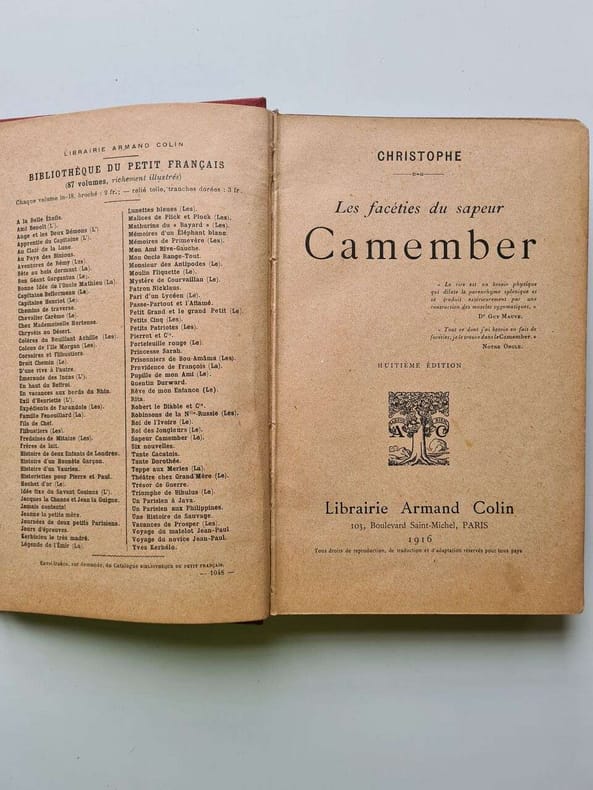 LIBRAIRIE ARMAND COLIN
BIBLIOTHÈQUE DU PETIT FRANÇAIS
(87 volumes, richement illustrés)
Chaque volume in-18, broché : 2 fr.; — relié toile, tranches dorées : 3 fr.
A la Belle Étoile.
Ami Benoît (L').
Ange et les Deux Démons (L')
Apprentie du Capitaine (L').
Au Clair de la Lune.
Au Pays des Binious.
Aventures de Rémy (Les).
Bête au bois dormant (La).
Bon Géant Gargantua (Le).
Bonne Idée de l'Oncle Mathieu (La)
Capitaine Bellormeau (Le).
Capitaine Henriot (Le).
Chemins de traverse.
Chevalier Carême (Le).
Chez Mademoiselle Hortense.
Chryséis au Désert.
Colères du Bouillant Achille (Les)
Colons de l'Ile Morgan (Les).
Corsaires et Flibustiers.
Droit Chemin (Le).
D'une rive à l'autre.
Émeraude des Incas (L').
En haut du Beffroi.
En vacances aux bords du Rhin.
Exil d'Henriette (L').
Expédients de Farandole (Les).
Famille Fenouillard (La).
Fils de Chef.
Flibustiers (Les).
Fredaines de Mitaize (Les).
Frères de lait.
Histoire de deux Enfants de Londres.
Histoire d'un Honnête Garçon.
Histoire d'un Vaurien.
Historiettes pour Pierre et Paul.
Hochet d'or (Le).
Idée fixe du Savant Cosinus (L').
Jacques la Chance et Jean la Guigne.
Jamais contents!
Jeanne la petite mère.
Journées de deux petits Parisiens.
Jours d'épreuves.
Kerbiniou le très madré.
Légende de l'Émir (La).
Lunettes bleues (Les).
Malices de Plick et Plock (Les).
Mathurins du « Bayard » (Les).
Mémoires d'un Éléphant blanc.
Mémoires de Primevère (Les).
Mon Ami Rive-Gauche.
Mon Oncle Range-Tout.
Monsieur des Antipodes (Le).
Moulin Fliquette (Le).
Mystère de Courvaillan (Le).
Patron Nicklaus.
Pari d'un Lycéen (Le).
Passe-Partout et l'Affamé.
Petit Grand et le grand Petit (Le).
Petits Cinq (Les).
Petits Patriotes (Les).
Pierrot et Cie.
Portefeuille rouge (Le).
Princesse Sarah.
Prisonniers de Bou-Amâma (Les).
Providence de François (La).
Pupille de mon Ami (Le).
Quentin Durward.
Rêve de mon Enfance (Le).
Rita.
Robert le Diable et Cie.
Robinsons de la Nlle-Russie (Les).
Roi de l'Ivoire (Le).
Roi des Jongleurs (Le).
Sapeur Camember (Le).
Six nouvelles.
Tante Cacatois.
Tante Dorothée.
Teppe aux Merles (La).
Théâtre chez Grand'Mère (Le).
Trésor de Guerre.
Triomphe de Bibulus (Le).
Un Parisien à Java.
Un Parisien aux Philippines.
Une Histoire de Sauvage.
Vacances de Prosper (Les).
Voyage du matelot Jean-Paul.
Voyage du novice Jean-Paul.
Yves Kerhélo.
Envoi franco, sur demande, du Catalogue BIBLIOTHÈQUE DU PETIT FRANÇAIS.
— 1048 —
CHRISTOPHE
Les facéties du sapeur
Camember
« Le rire est un besoin physique
qui dilate le parenchyme splénique et
se traduit extérieurement par une
contraction des muscles zygomatiques. »
Dr GUY MAUVE.
« Tout ce dont j'ai besoin en fait de
facéties, je le trouve dans le Camember. »
NOTRE ONCLE.
HUITIÈME ÉDITION
A C
Librairie Armand Colin
103, Boulevard Saint-Michel, PARIS
1916
Tous droits de reproduction, de traduction et d'adaptation réservés pour tous pays